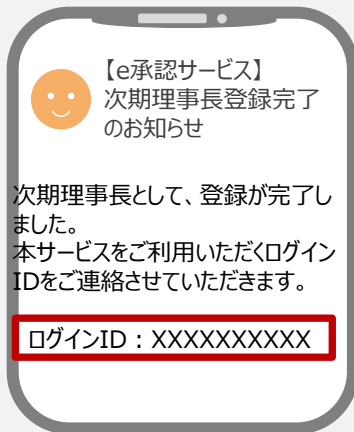 【e承認サービス】
次期理事長登録完了
のお知らせ
次期理事長として、登録が完了し
ました。
本サービスをご利用いただくログイン
IDをご連絡させていただきます。
ログインID：XXXXXXXXXX